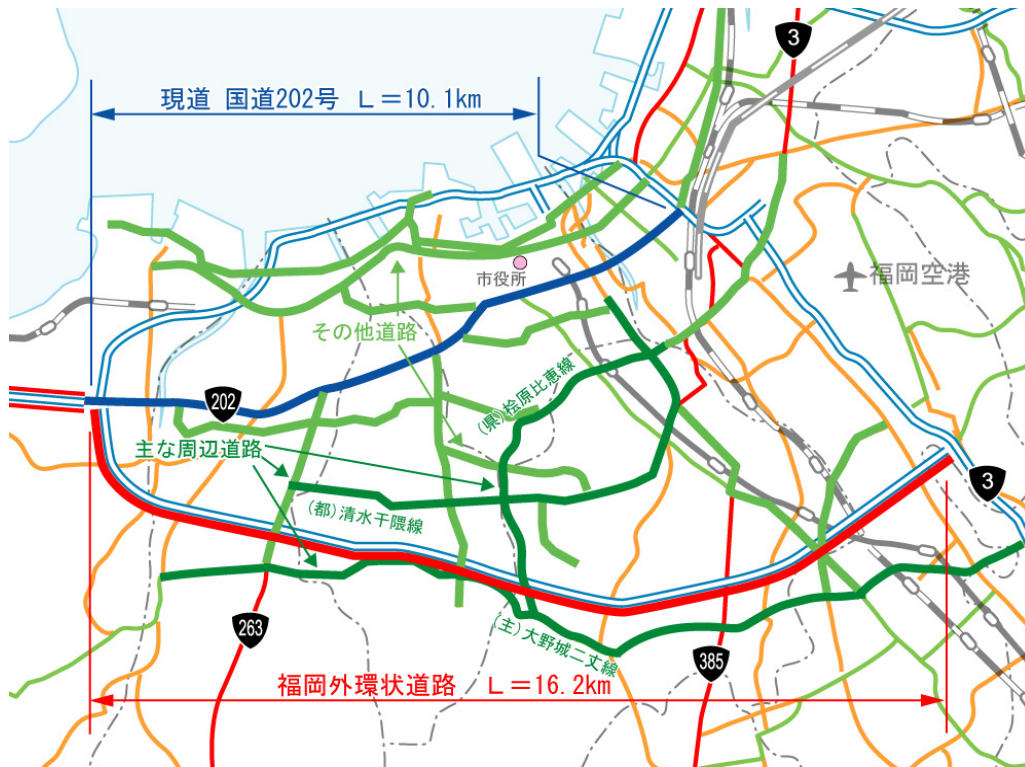 3
現道 国道202号 L=10.1km
市役所
福岡空港
その他道路
(県)桧原比恵線
202
主な周辺道路
3
(都)清水干隈線
263
(主)大野城二丈線
385
福岡外環状道路 L=16.2km